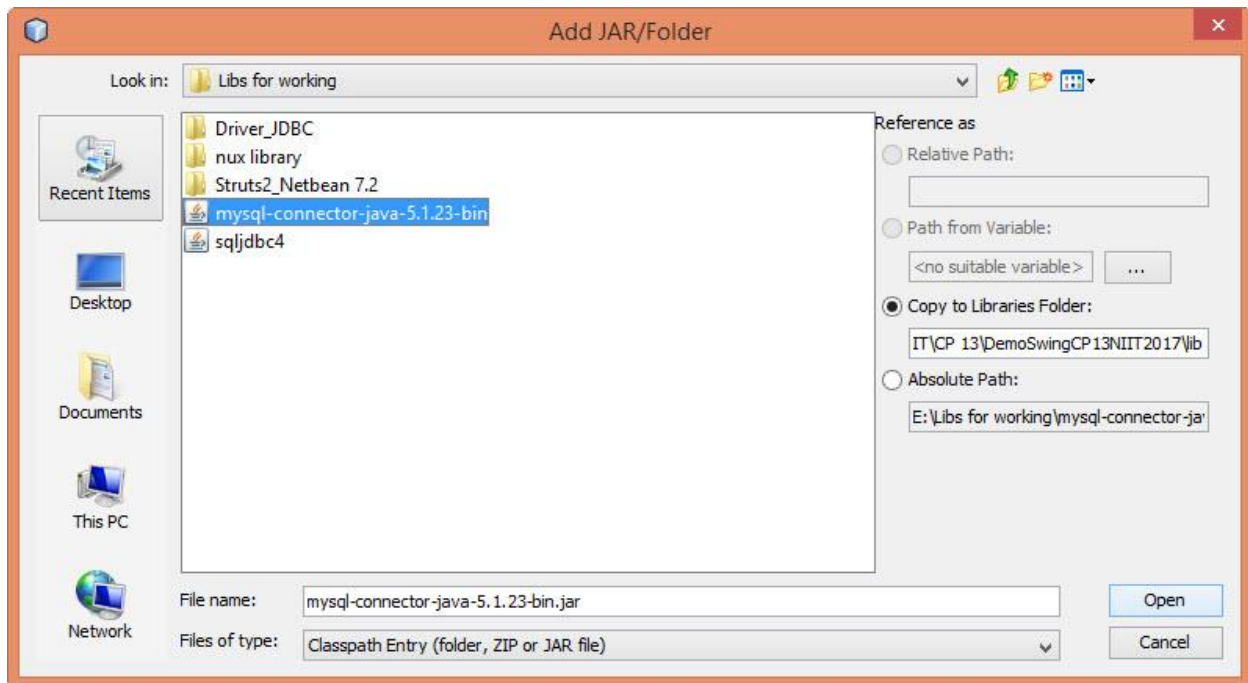 Add JAR/Folder
Look in:
Libs for working
Recent Items
Desktop
Documents
This PC
Network
Driver_JDBC
nux library
Struts2_Netbean 7.2
mysql-connector-java-5.1.23-bin
sqljdbc4
Reference as
Relative Path:
Path from Variable:
<no suitable variable>
...
Copy to Libraries Folder:
IT\CP 13\DemoSwingCP13NIIT2017\lib
Absolute Path:
E:\Libs for working\mysql-connector-ja
File name:
mysql-connector-java-5.1.23-bin.jar
Open
Files of type:
Classpath Entry (folder, ZIP or JAR file)
Cancel